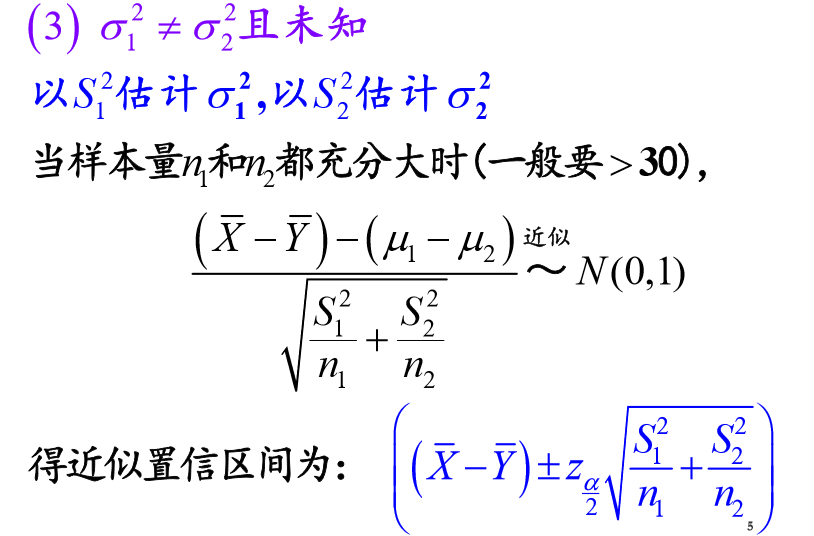 (3) σ₁² ≠ σ₂²且未知
以S₁²估计σ₁²,以S₂²估计σ₂²
当样本量n₁和n₂都充分大时(一般要>30),
((X̄ − Ȳ) − (μ₁ − μ₂)) / √(S₁²/n₁ + S₂²/n₂) 近似~ N(0,1)
得近似置信区间为: ((X̄ − Ȳ) ± z_{α/2} √(S₁²/n₁ + S₂²/n₂))
5